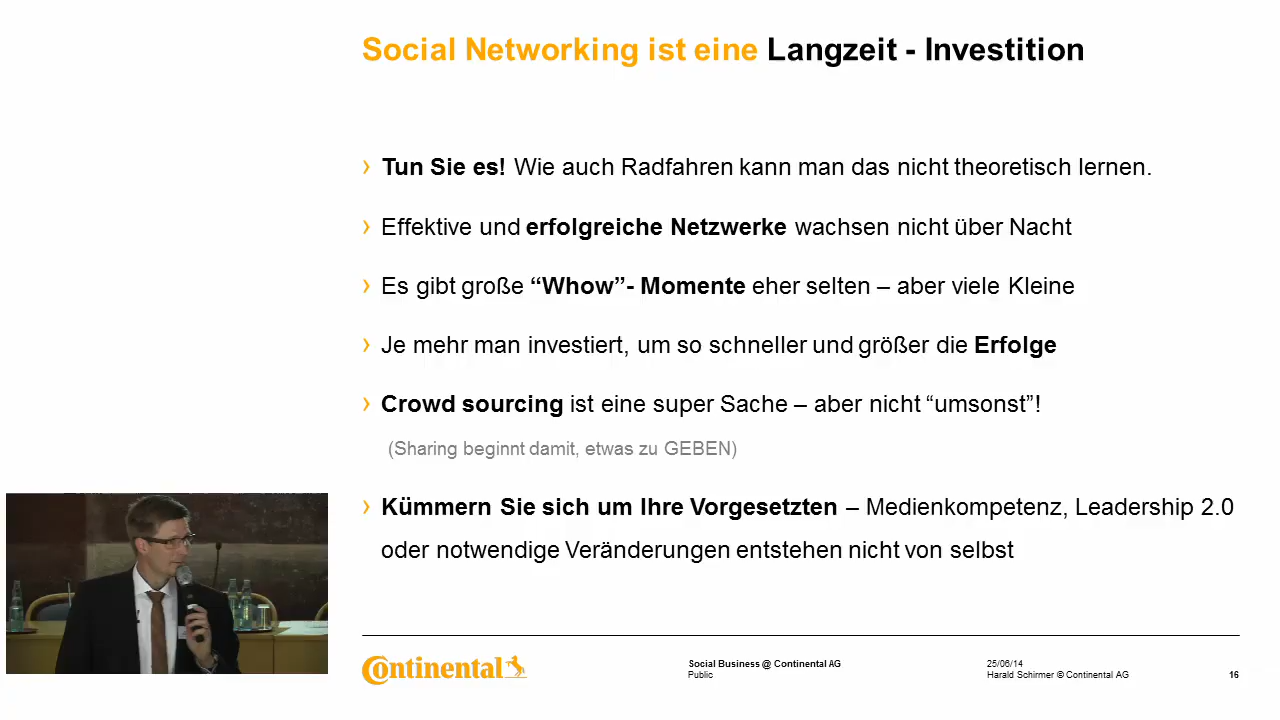 Social Networking ist eine Langzeit - Investition
› Tun Sie es! Wie auch Radfahren kann man das nicht theoretisch lernen.
› Effektive und erfolgreiche Netzwerke wachsen nicht über Nacht
› Es gibt große “Whow”- Momente eher selten – aber viele Kleine
› Je mehr man investiert, um so schneller und größer die Erfolge
› Crowd sourcing ist eine super Sache – aber nicht “umsonst”!
(Sharing beginnt damit, etwas zu GEBEN)
› Kümmern Sie sich um Ihre Vorgesetzten – Medienkompetenz, Leadership 2.0
oder notwendige Veränderungen entstehen nicht von selbst
Continental
Social Business @ Continental AG
Public
25/06/14
Harald Schirmer © Continental AG
16